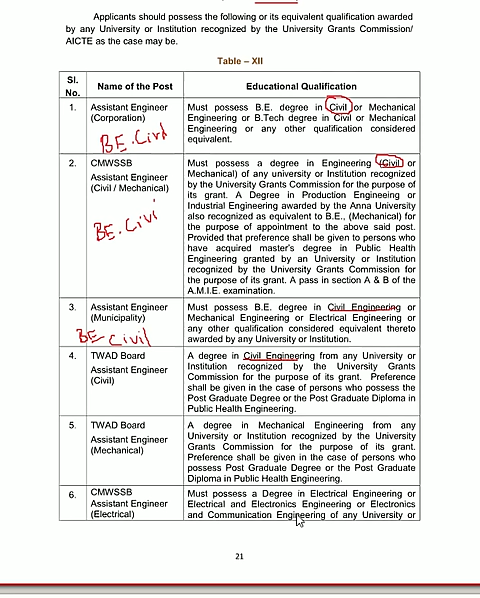 Applicants should possess the following or its equivalent qualification awarded
by any University or Institution recognized by the University Grants Commission/
AICTE as the case may be.
Table – XII
Sl. No.
Name of the Post
Educational Qualification
1.
Assistant Engineer
(Corporation)
BE. Civil
Must possess B.E. degree in Civil or Mechanical
Engineering or B.Tech degree in Civil or Mechanical
Engineering or any other qualification considered
equivalent.
2.
CMWSSB
Assistant Engineer
(Civil / Mechanical)
BE. Civi
Must possess a degree in Engineering (Civil or
Mechanical) of any university or Institution recognized
by the University Grants Commission for the purpose of
its grant. A Degree in Production Engineeing or
Industrial Engineering awarded by the Anna University
also recognized as equivalent to B.E., (Mechanical) for
the purpose of appointment to the above said post.
Provided that preference shall be given to persons who
have acquired master's degree in Public Health
Engineering granted by an University or Institution
recognized by the University Grants Commission for
the purpose of its grant. A pass in section A & B of the
A.M.I.E. examination.
3.
Assistant Engineer
(Municipality)
BE Civil
Must possess B.E. degree in Civil Engineering or
Mechanical Engineering or Electrical Engineering or
any other qualification considered equivalent thereto
awarded by any University or Institution.
4.
TWAD Board
Assistant Engineer
(Civil)
A degree in Civil Engineering from any University or
Institution recognized by the University Grants
Commission for the purpose of its grant. Preference
shall be given in the case of persons who possess the
Post Graduate Degree or the Post Graduate Diploma in
Public Health Engineering.
5.
TWAD Board
Assistant Engineer
(Mechanical)
A degree in Mechanical Engineering from any
University or Institution recognized by the University
Grants Commission for the purpose of its grant.
Preference shall be given in the case of persons who
possess Post Graduate Degree or the Post Graduate
Diploma in Public Health Engineering.
6.
CMWSSB
Assistant Engineer
(Electrical)
Must possess a Degree in Electrical Engineering or
Electrical and Electronics Engineering or Electronics
and Communication Engineering of any University or
21